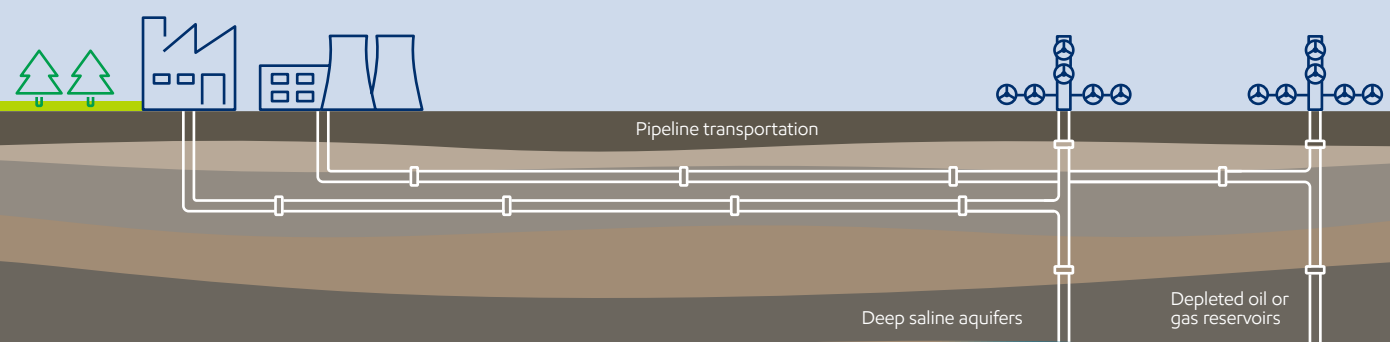 Pipeline transportation
Deep saline aquifers
Depleted oil or
gas reservoirs